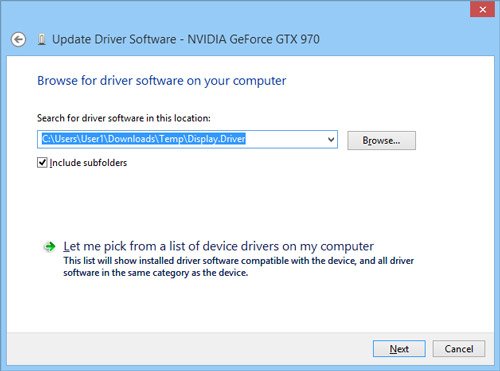 Update Driver Software - NVIDIA GeForce GTX 970
Browse for driver software on your computer
Search for driver software in this location:
C:\Users\User1\Downloads\Temp\Display.Driver
Browse...
Include subfolders
Let me pick from a list of device drivers on my computer
This list will show installed driver software compatible with the device, and all driver
software in the same category as the device.
Next
Cancel